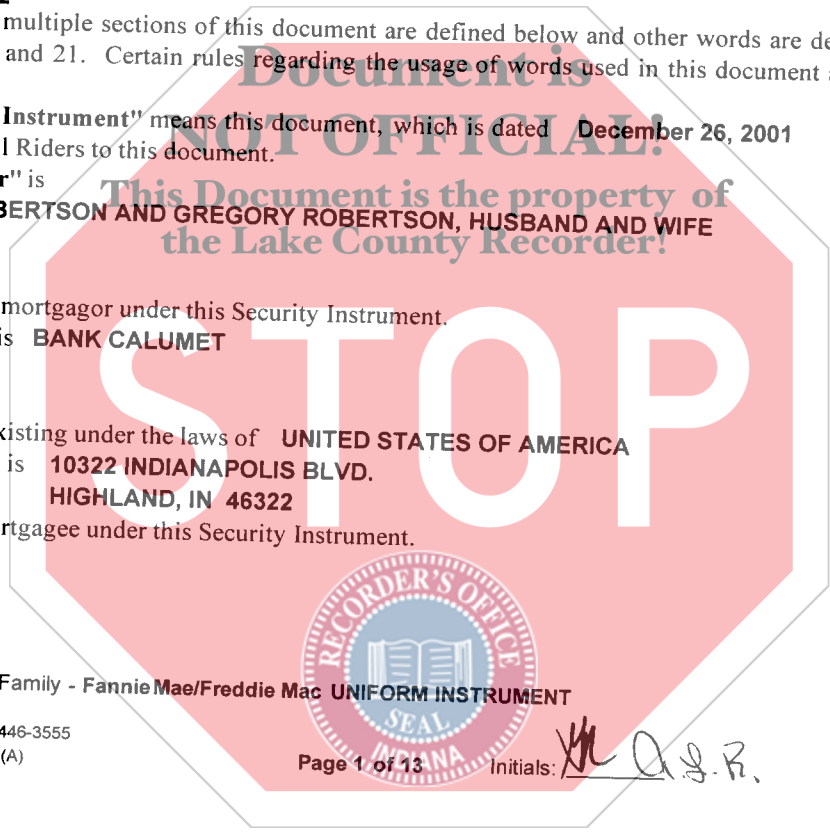 multiple sections of this document are defined below and other words are de
and 21. Certain rules regarding the usage of words used in this document
Document is
Instrument" means this document, which is dated December 26, 2001
NOT OFFICIAL!
l Riders to this document.
r" is
This Document is the property of
BERTSON AND GREGORY ROBERTSON, HUSBAND AND WIFE
the Lake County Recorder!
mortgagor under this Security Instrument.
is BANK CALUMET
STOP
xisting under the laws of UNITED STATES OF AMERICA
is 10322 INDIANAPOLIS BLVD.
HIGHLAND, IN 46322
rtgagee under this Security Instrument.
RECORDER'S OFFICE
Family - Fannie Mae/Freddie Mac UNIFORM INSTRUMENT
SEAL
446-3555
INDIANA
(A)
Page 1 of 13 Initials: A.L.R.